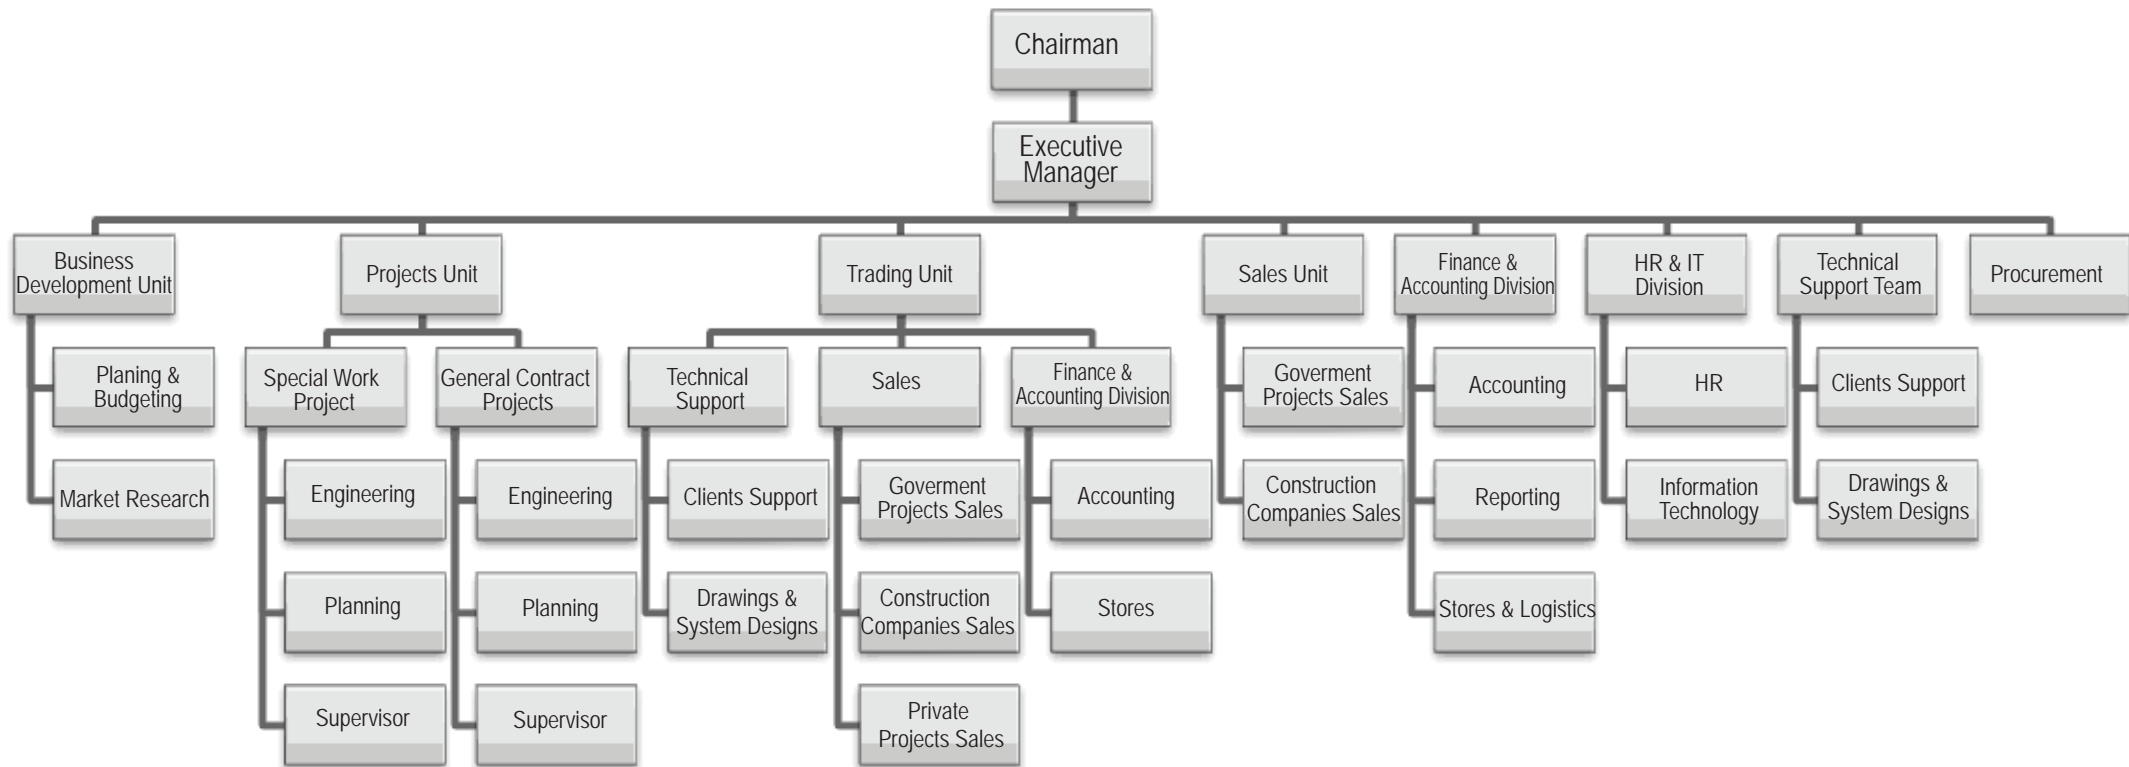 Chairman
Executive
Manager
Business
Development Unit
Projects Unit
Trading Unit
Sales Unit
Finance &
Accounting Division
HR & IT
Division
Technical
Support Team
Procurement
Planing &
Budgeting
Special Work
Project
General Contract
Projects
Technical
Support
Sales
Finance &
Accounting Division
Goverment
Projects Sales
Accounting
HR
Clients Support
Market Research
Engineering
Engineering
Clients Support
Goverment
Projects Sales
Accounting
Construction
Companies Sales
Reporting
Information
Technology
Drawings &
System Designs
Planning
Planning
Drawings &
System Designs
Construction
Companies Sales
Stores
Stores & Logistics
Supervisor
Supervisor
Private
Projects Sales